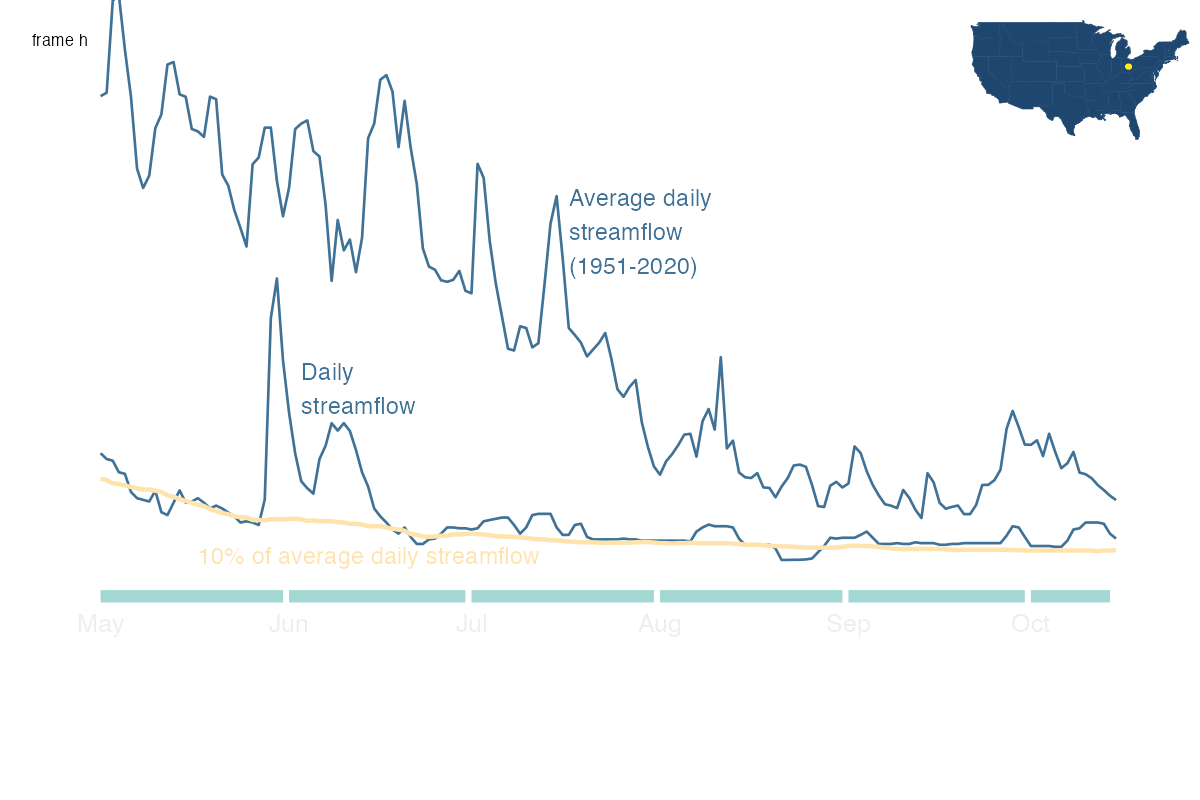 frame h
Average daily
streamflow
(1951-2020)
Daily
streamflow
10% of average daily streamflow
May Jun Jul Aug Sep Oct